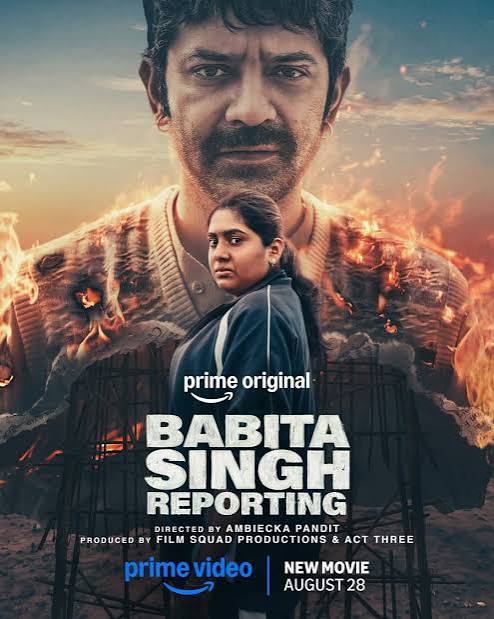 prime original
BABITA
SINGH
REPORTING
DIRECTED BY AMBIECKA PANDIT
PRODUCED BY FILM SQUAD PRODUCTIONS & ACT THREE
prime video
NEW MOVIE
AUGUST 28